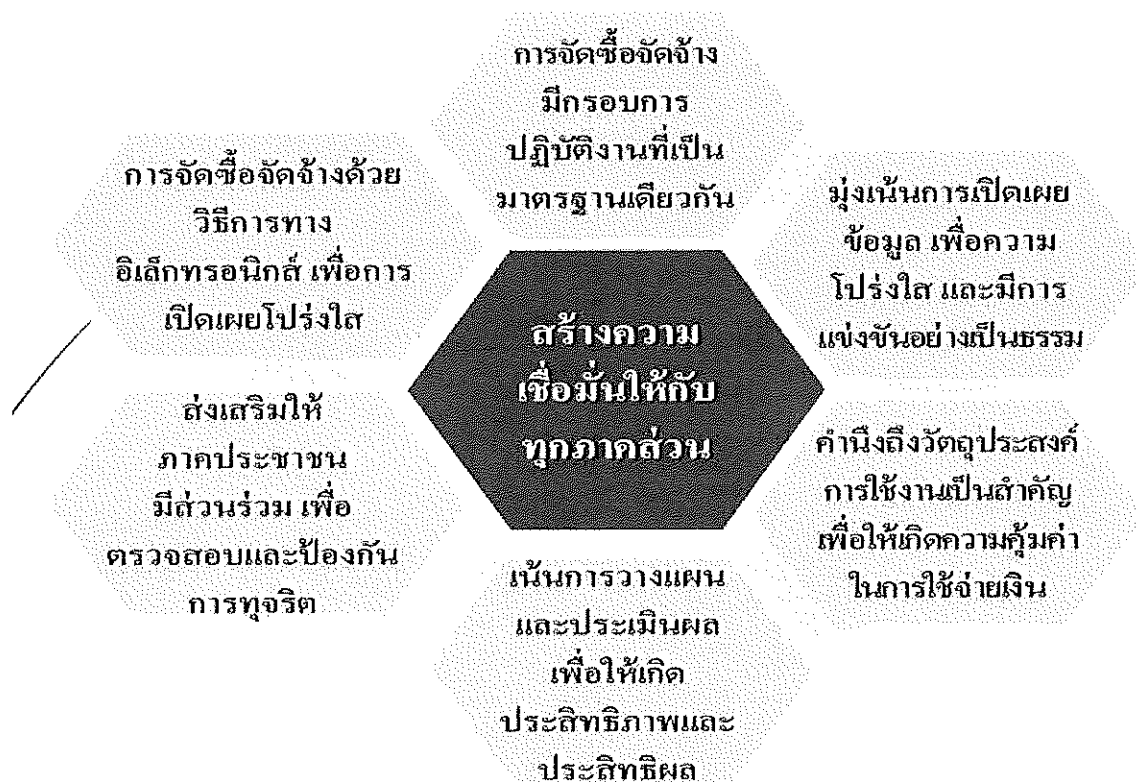 การจัดซื้อจัดจ้าง
มีกรอบการ
ปฏิบัติงานที่เป็น
มาตรฐานเดียวกัน
มุ่งเน้นการเปิดเผย
ข้อมูล เพื่อความ
โปร่งใส และมีการ
แข่งขันอย่างเป็นธรรม
คำนึงถึงวัตถุประสงค์
การใช้งานเป็นสำคัญ
เพื่อให้เกิดความคุ้มค่า
ในการใช้จ่ายเงิน
เน้นการวางแผน
และประเมินผล
เพื่อให้เกิด
ประสิทธิภาพและ
ประสิทธิผล
ส่งเสริมให้
ภาคประชาชน
มีส่วนร่วม เพื่อ
ตรวจสอบและป้องกัน
การทุจริต
การจัดซื้อจัดจ้างด้วย
วิธีการทาง
อิเล็กทรอนิกส์ เพื่อการ
เปิดเผยโปร่งใส
สร้างความ
เชื่อมั่นให้กับ
ทุกภาคส่วน